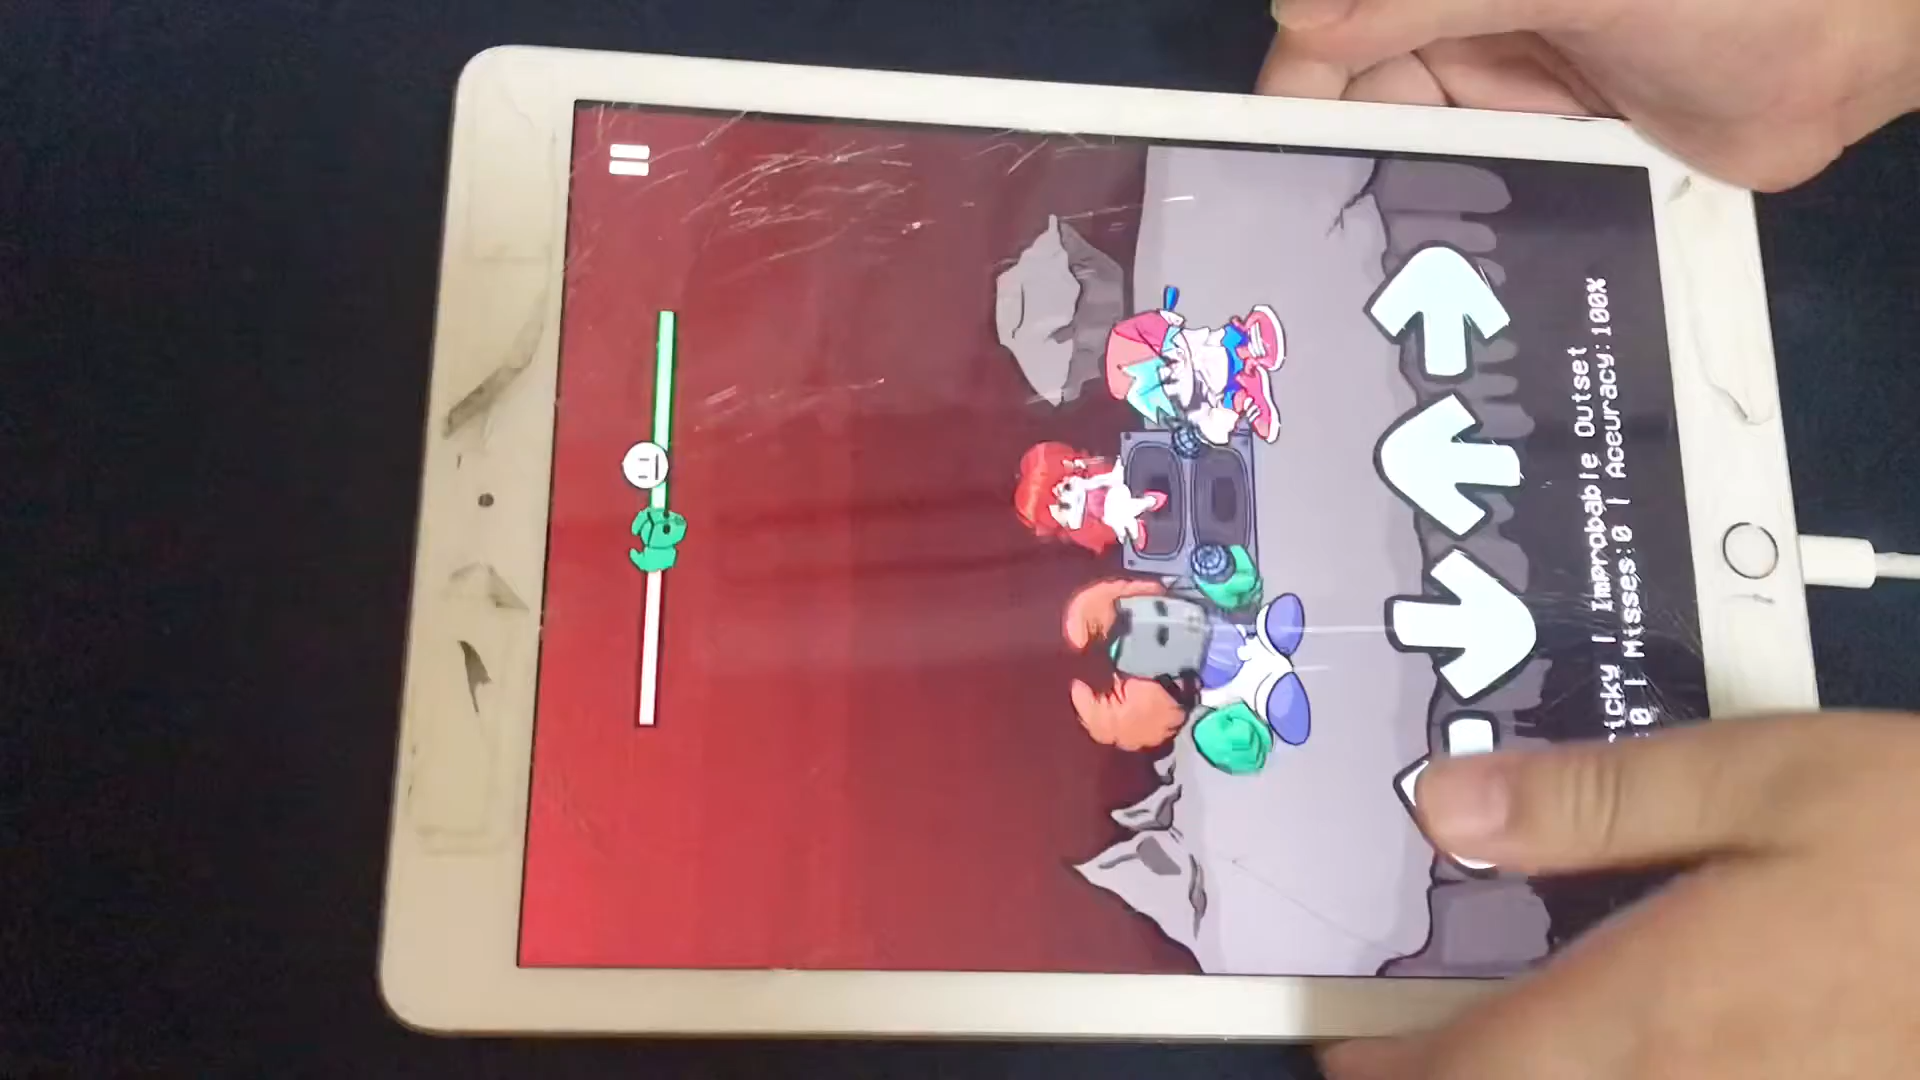 | Improbable Outset
| Misses:0 | Accuracy:100%